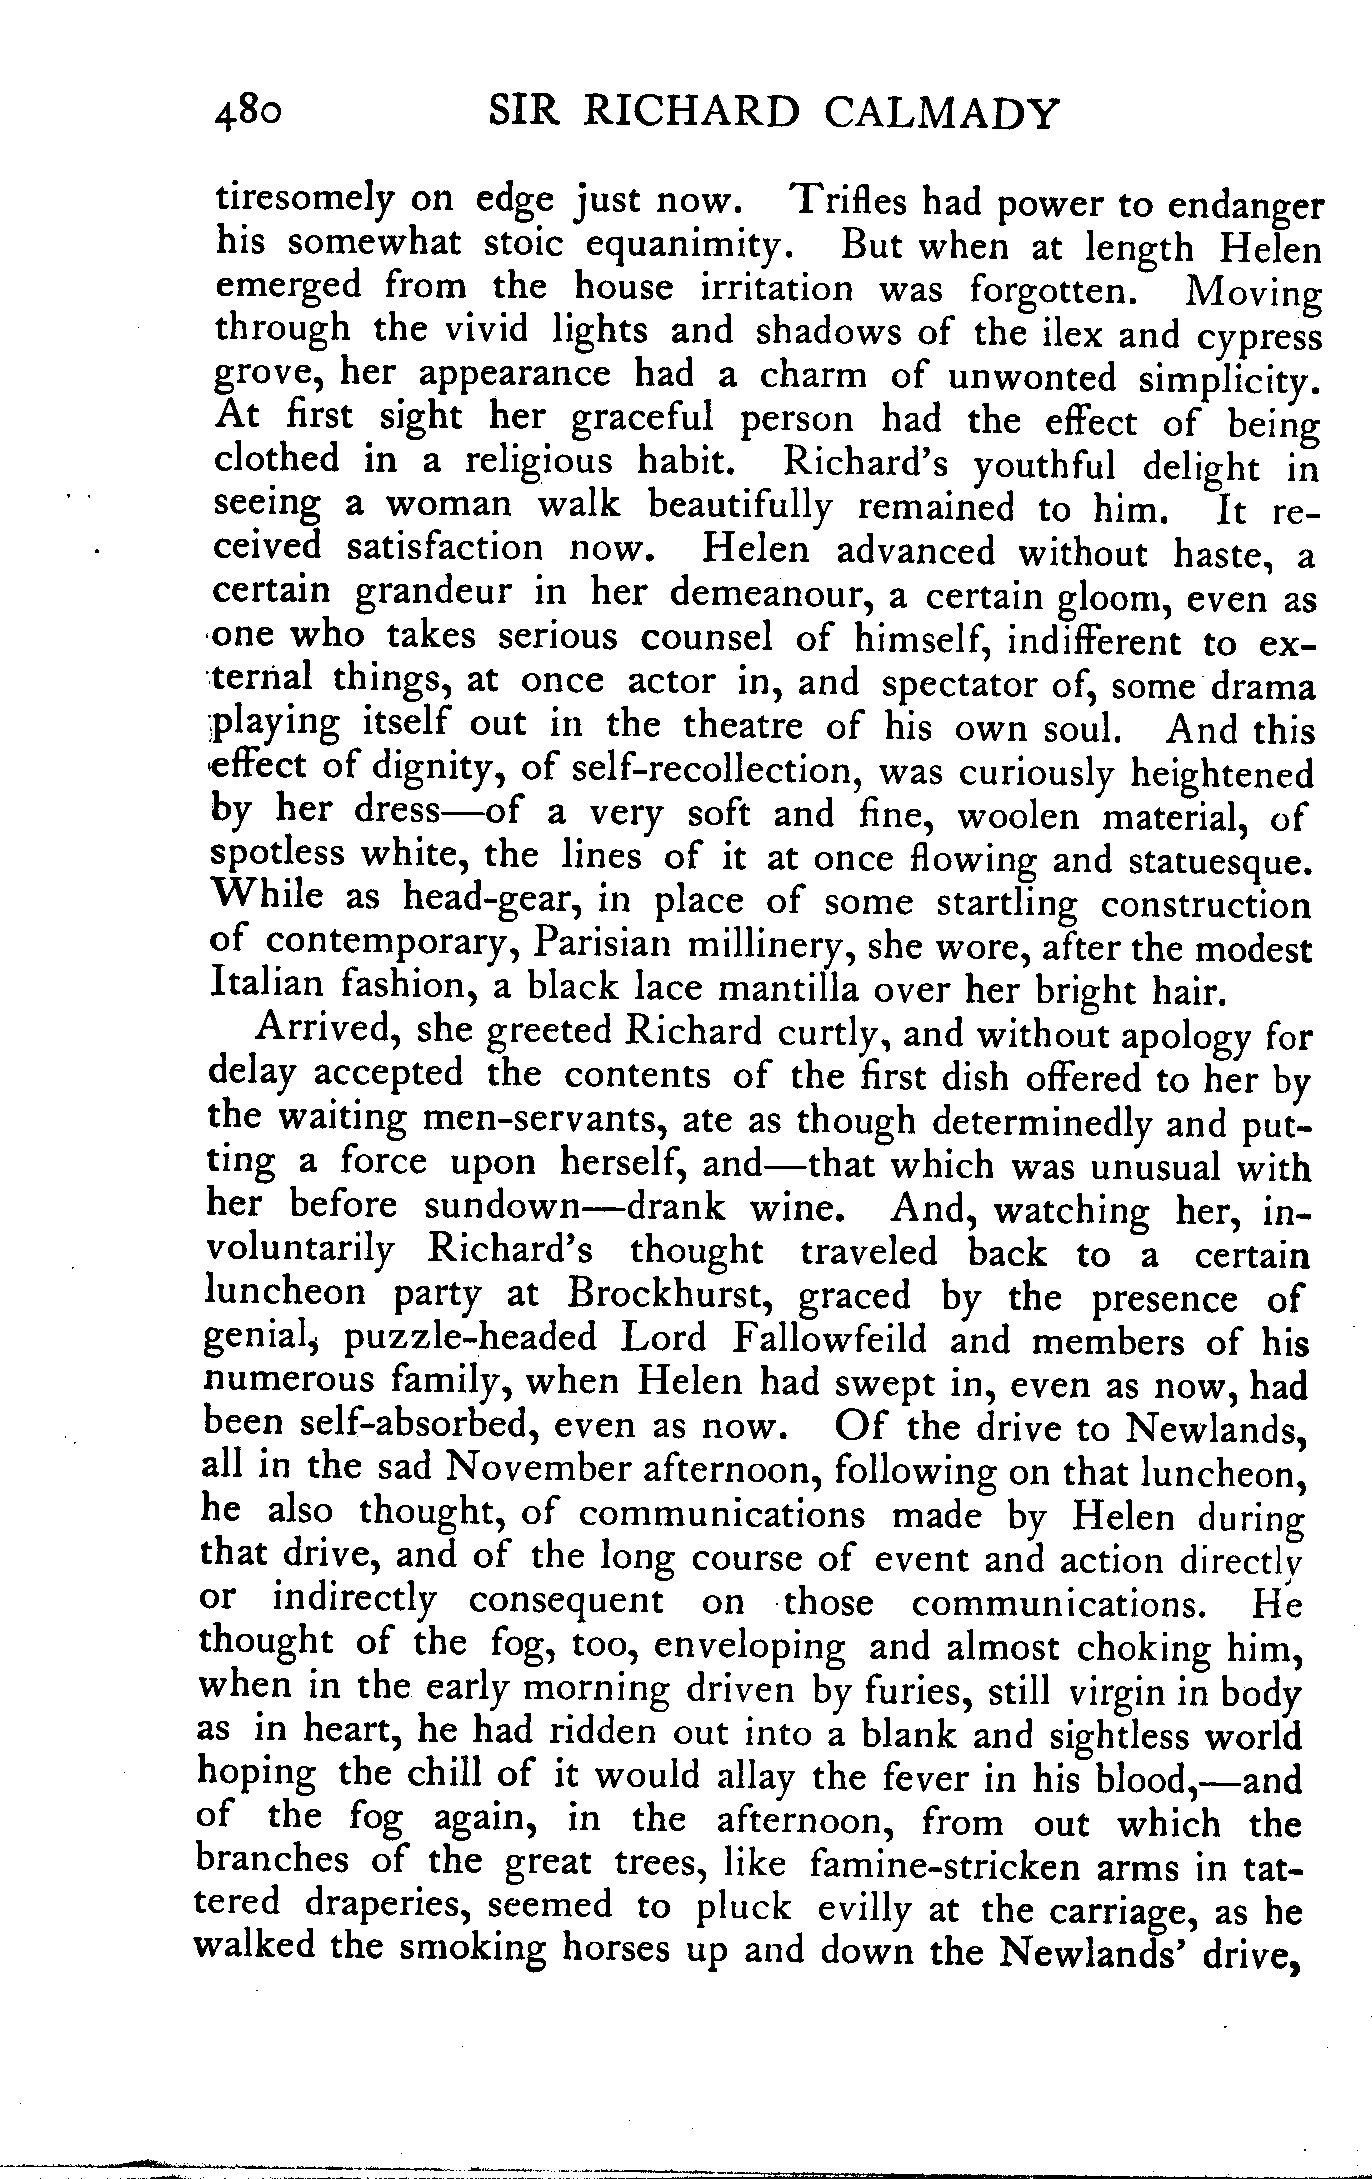 480 SIR RICHARD CALMADY
tiresomely on edge just now. Trifles had power to endanger
his somewhat stoic equanimity. But when at length Helen
emerged from the house irritation was forgotten. Moving
through the vivid lights and shadows of the ilex and cypress
grove, her appearance had a charm of unwonted simplicity.
At first sight her graceful person had the effect of being
clothed in a religious habit. Richard's youthful delight in
seeing a woman walk beautifully remained to him. It re-
ceived satisfaction now. Helen advanced without haste, a
certain grandeur in her demeanour, a certain gloom, even as
one who takes serious counsel of himself, indifferent to ex-
ternal things, at once actor in, and spectator of, some drama
playing itself out in the theatre of his own soul. And this
effect of dignity, of self-recollection, was curiously heightened
by her dress—of a very soft and fine, woolen material, of
spotless white, the lines of it at once flowing and statuesque.
While as head-gear, in place of some startling construction
of contemporary, Parisian millinery, she wore, after the modest
Italian fashion, a black lace mantilla over her bright hair.
Arrived, she greeted Richard curtly, and without apology for
delay accepted the contents of the first dish offered to her by
the waiting men-servants, ate as though determinedly and put-
ting a force upon herself, and—that which was unusual with
her before sundown—drank wine. And, watching her, in-
voluntarily Richard's thought traveled back to a certain
luncheon party at Brockhurst, graced by the presence of
genial, puzzle-headed Lord Fallowfeild and members of his
numerous family, when Helen had swept in, even as now, had
been self-absorbed, even as now. Of the drive to Newlands,
all in the sad November afternoon, following on that luncheon,
he also thought, of communications made by Helen during
that drive, and of the long course of event and action directly
or indirectly consequent on those communications. He
thought of the fog, too, enveloping and almost choking him,
when in the early morning driven by furies, still virgin in body
as in heart, he had ridden out into a blank and sightless world
hoping the chill of it would allay the fever in his blood,—and
of the fog again, in the afternoon, from out which the
branches of the great trees, like famine-stricken arms in tat-
tered draperies, seemed to pluck evilly at the carriage, as he
walked the smoking horses up and down the Newlands' drive,